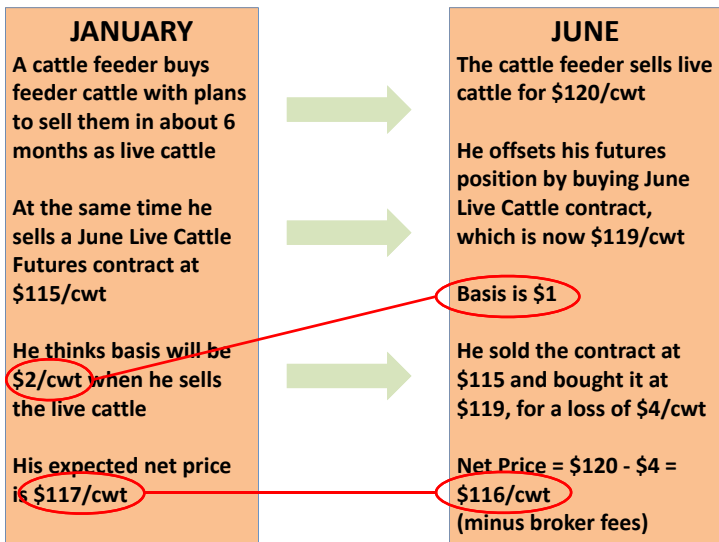 JANUARY
A cattle feeder buys
feeder cattle with plans
to sell them in about 6
months as live cattle
At the same time he
sells a June Live Cattle
Futures contract at
$115/cwt
He thinks basis will be
$2/cwt when he sells
the live cattle
His expected net price
is $117/cwt
JUNE
The cattle feeder sells live
cattle for $120/cwt
He offsets his futures
position by buying June
Live Cattle contract,
which is now $119/cwt
Basis is $1
He sold the contract at
$115 and bought it at
$119, for a loss of $4/cwt
Net Price = $120 - $4 =
$116/cwt
(minus broker fees)